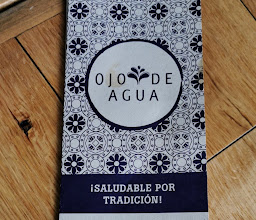 OJO DE
AGUA
¡SALUDABLE POR
TRADICIÓN!